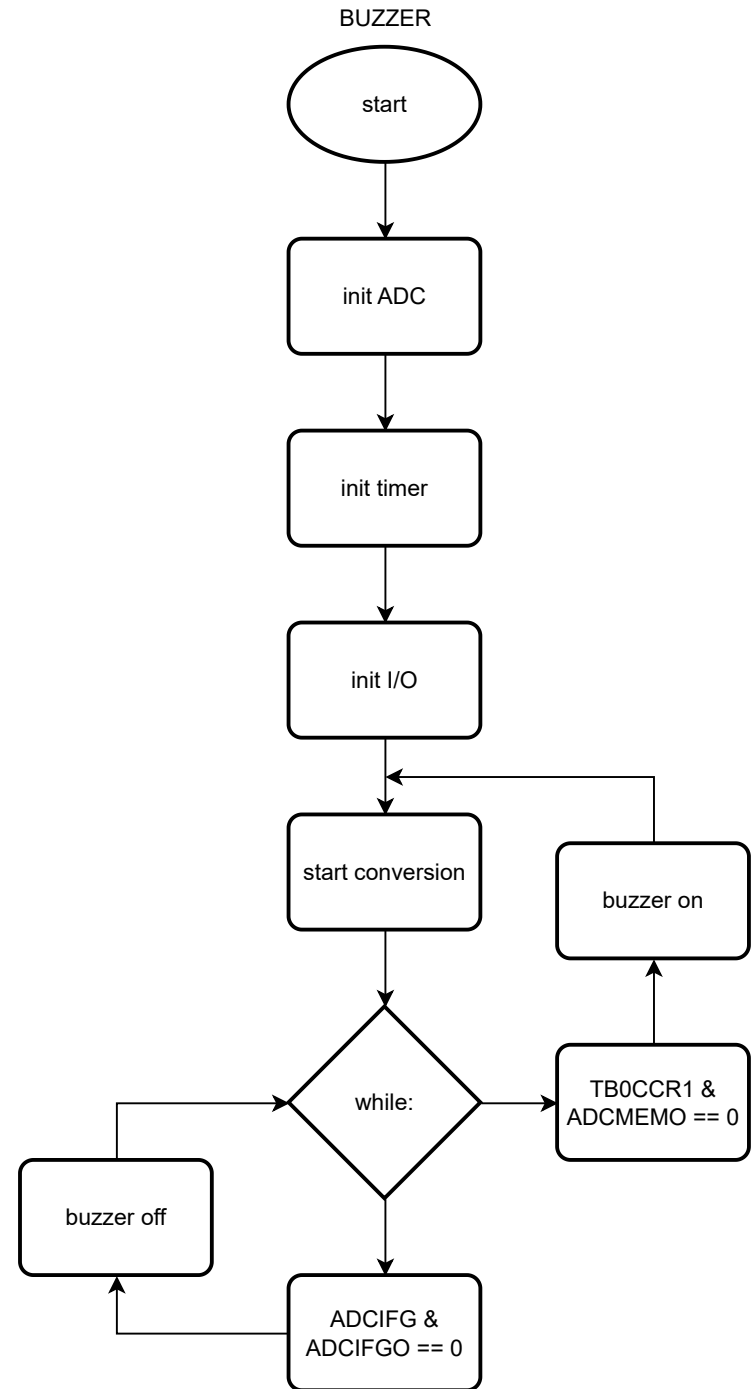 BUZZER
start
init ADC
init timer
init I/O
start conversion
buzzer on
while:
TB0CCR1 &
ADCMEMO == 0
buzzer off
ADCIFG &
ADCIFGO == 0